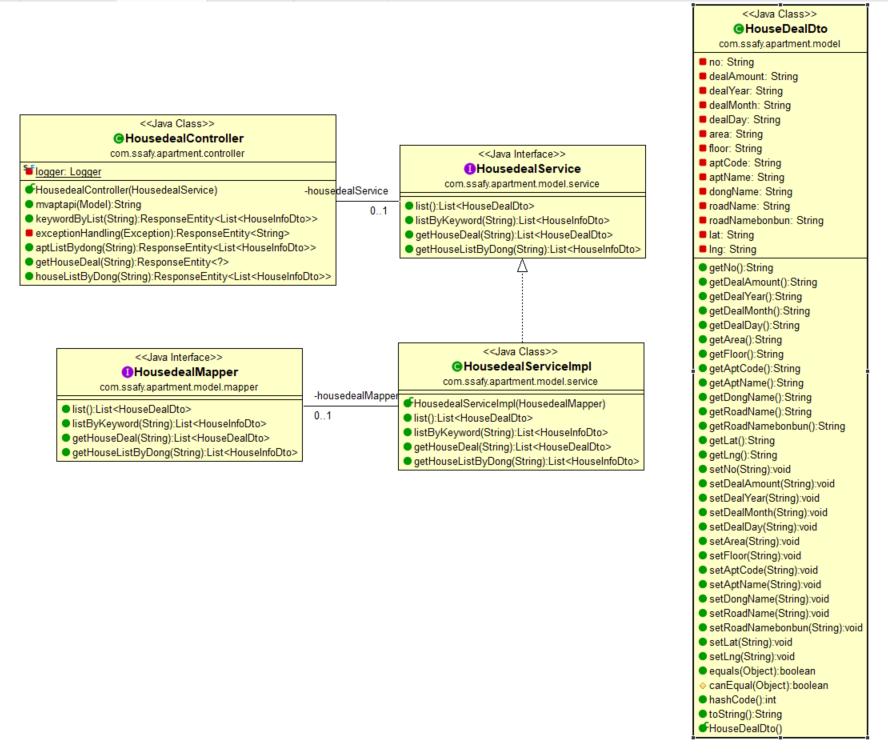 <<Java Class>>
HousedealController
com.ssafy.apartment.controller
logger: Logger
HousedealController(HousedealService)
mvaptapi(Model):String
keywordByList(String):ResponseEntity<List<HouseInfoDto>>
exceptionHandling(Exception):ResponseEntity<String>
aptListBydong(String):ResponseEntity<List<HouseInfoDto>>
getHouseDeal(String):ResponseEntity<?>
houseListByDong(String):ResponseEntity<List<HouseInfoDto>>
-housedealService
0..1
<<Java Interface>>
HousedealService
com.ssafy.apartment.model.service
list():List<HouseDealDto>
listByKeyword(String):List<HouseInfoDto>
getHouseDeal(String):List<HouseDealDto>
getHouseListByDong(String):List<HouseInfoDto>
<<Java Interface>>
HousedealMapper
com.ssafy.apartment.model.mapper
list():List<HouseDealDto>
listByKeyword(String):List<HouseInfoDto>
getHouseDeal(String):List<HouseDealDto>
getHouseListByDong(String):List<HouseInfoDto>
-housedealMapper
0..1
<<Java Class>>
HousedealServiceImpl
com.ssafy.apartment.model.service
HousedealServiceImpl(HousedealMapper)
list():List<HouseDealDto>
listByKeyword(String):List<HouseInfoDto>
getHouseDeal(String):List<HouseDealDto>
getHouseListByDong(String):List<HouseInfoDto>
<<Java Class>>
HouseDealDto
com.ssafy.apartment.model
no: String
dealAmount: String
dealYear: String
dealMonth: String
dealDay: String
area: String
floor: String
aptCode: String
aptName: String
dongName: String
roadName: String
roadNamebonbun: String
lat: String
lng: String
getNo():String
getDealAmount():String
getDealYear():String
getDealMonth():String
getDealDay():String
getArea():String
getFloor():String
getAptCode():String
getAptName():String
getDongName():String
getRoadName():String
getRoadNamebonbun():String
getLat():String
getLng():String
setNo(String):void
setDealAmount(String):void
setDealYear(String):void
setDealMonth(String):void
setDealDay(String):void
setArea(String):void
setFloor(String):void
setAptCode(String):void
setAptName(String):void
setDongName(String):void
setRoadName(String):void
setRoadNamebonbun(String):void
setLat(String):void
setLng(String):void
equals(Object):boolean
canEqual(Object):boolean
hashCode():int
toString():String
HouseDealDto()